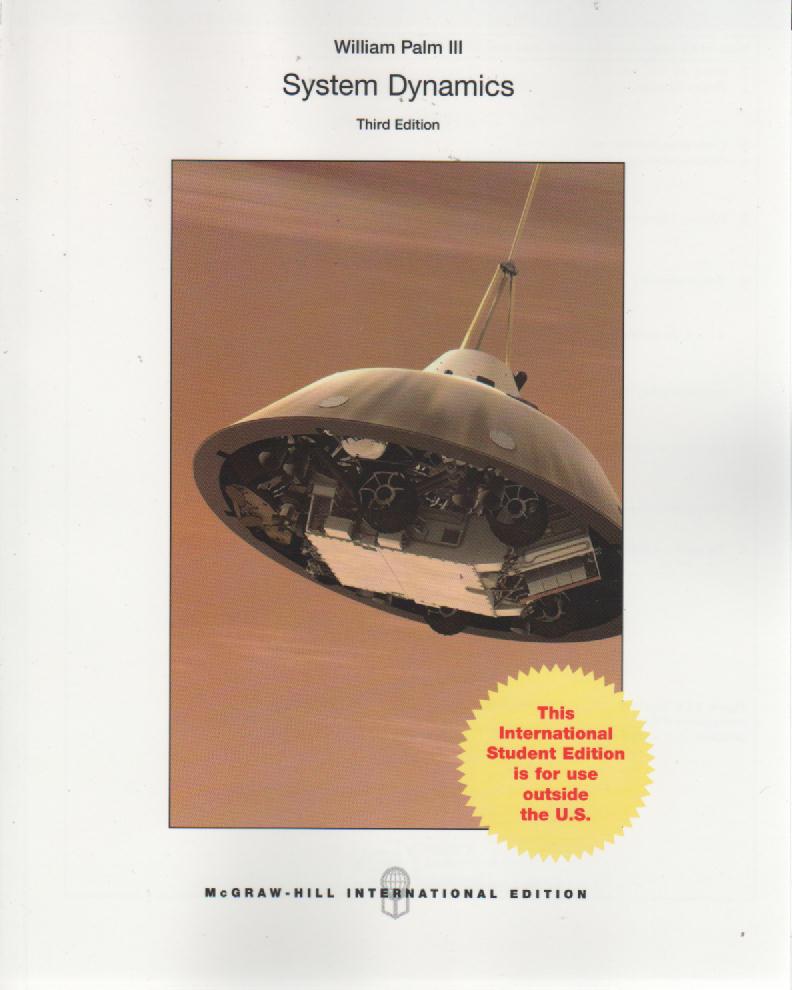 William Palm III
System Dynamics
Third Edition
This
International
Student Edition
is for use
outside
the U.S.
McGRAW-HILL INTERNATIONAL EDITION